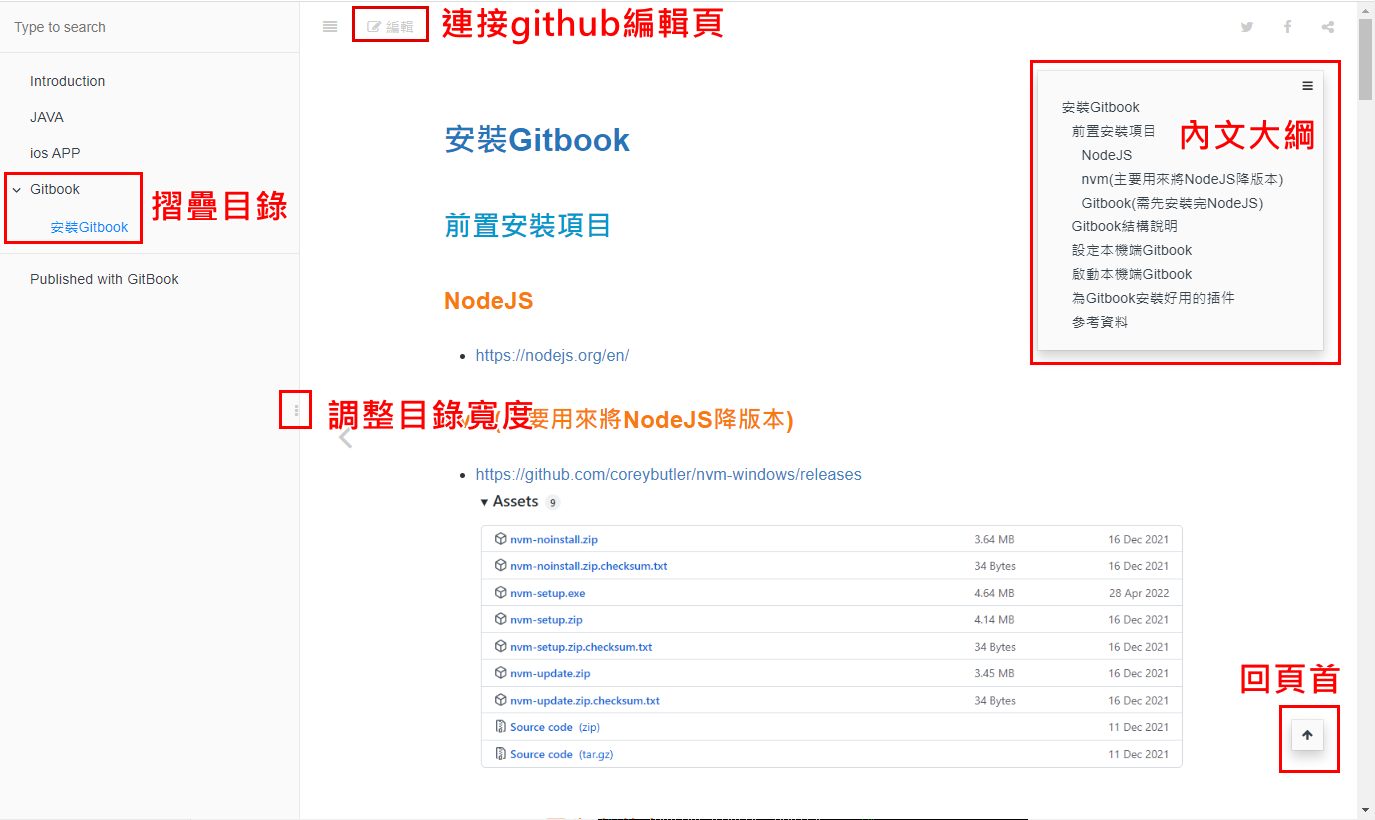 Type to search
編輯
連接github編輯頁
Introduction
JAVA
ios APP
Gitbook
安裝Gitbook
摺疊目錄
Published with GitBook
安裝Gitbook
前置安裝項目
NodeJS
https://nodejs.org/en/
調整目錄寬度
要用來將NodeJS降版本)
https://github.com/coreybutler/nvm-windows/releases
Assets 9
nvm-noinstall.zip 3.64 MB 16 Dec 2021
nvm-noinstall.zip.checksum.txt 34 Bytes 16 Dec 2021
nvm-setup.exe 4.64 MB 28 Apr 2022
nvm-setup.zip 4.14 MB 16 Dec 2021
nvm-setup.zip.checksum.txt 34 Bytes 16 Dec 2021
nvm-update.zip 3.45 MB 16 Dec 2021
nvm-update.zip.checksum.txt 34 Bytes 16 Dec 2021
Source code (zip) 11 Dec 2021
Source code (tar.gz) 11 Dec 2021
安裝Gitbook
前置安裝項目
內文大綱
NodeJS
nvm(主要用來將NodeJS降版本)
Gitbook(需先安裝完NodeJS)
Gitbook結構說明
設定本機端Gitbook
啟動本機端Gitbook
為Gitbook安裝好用的插件
參考資料
回頁首